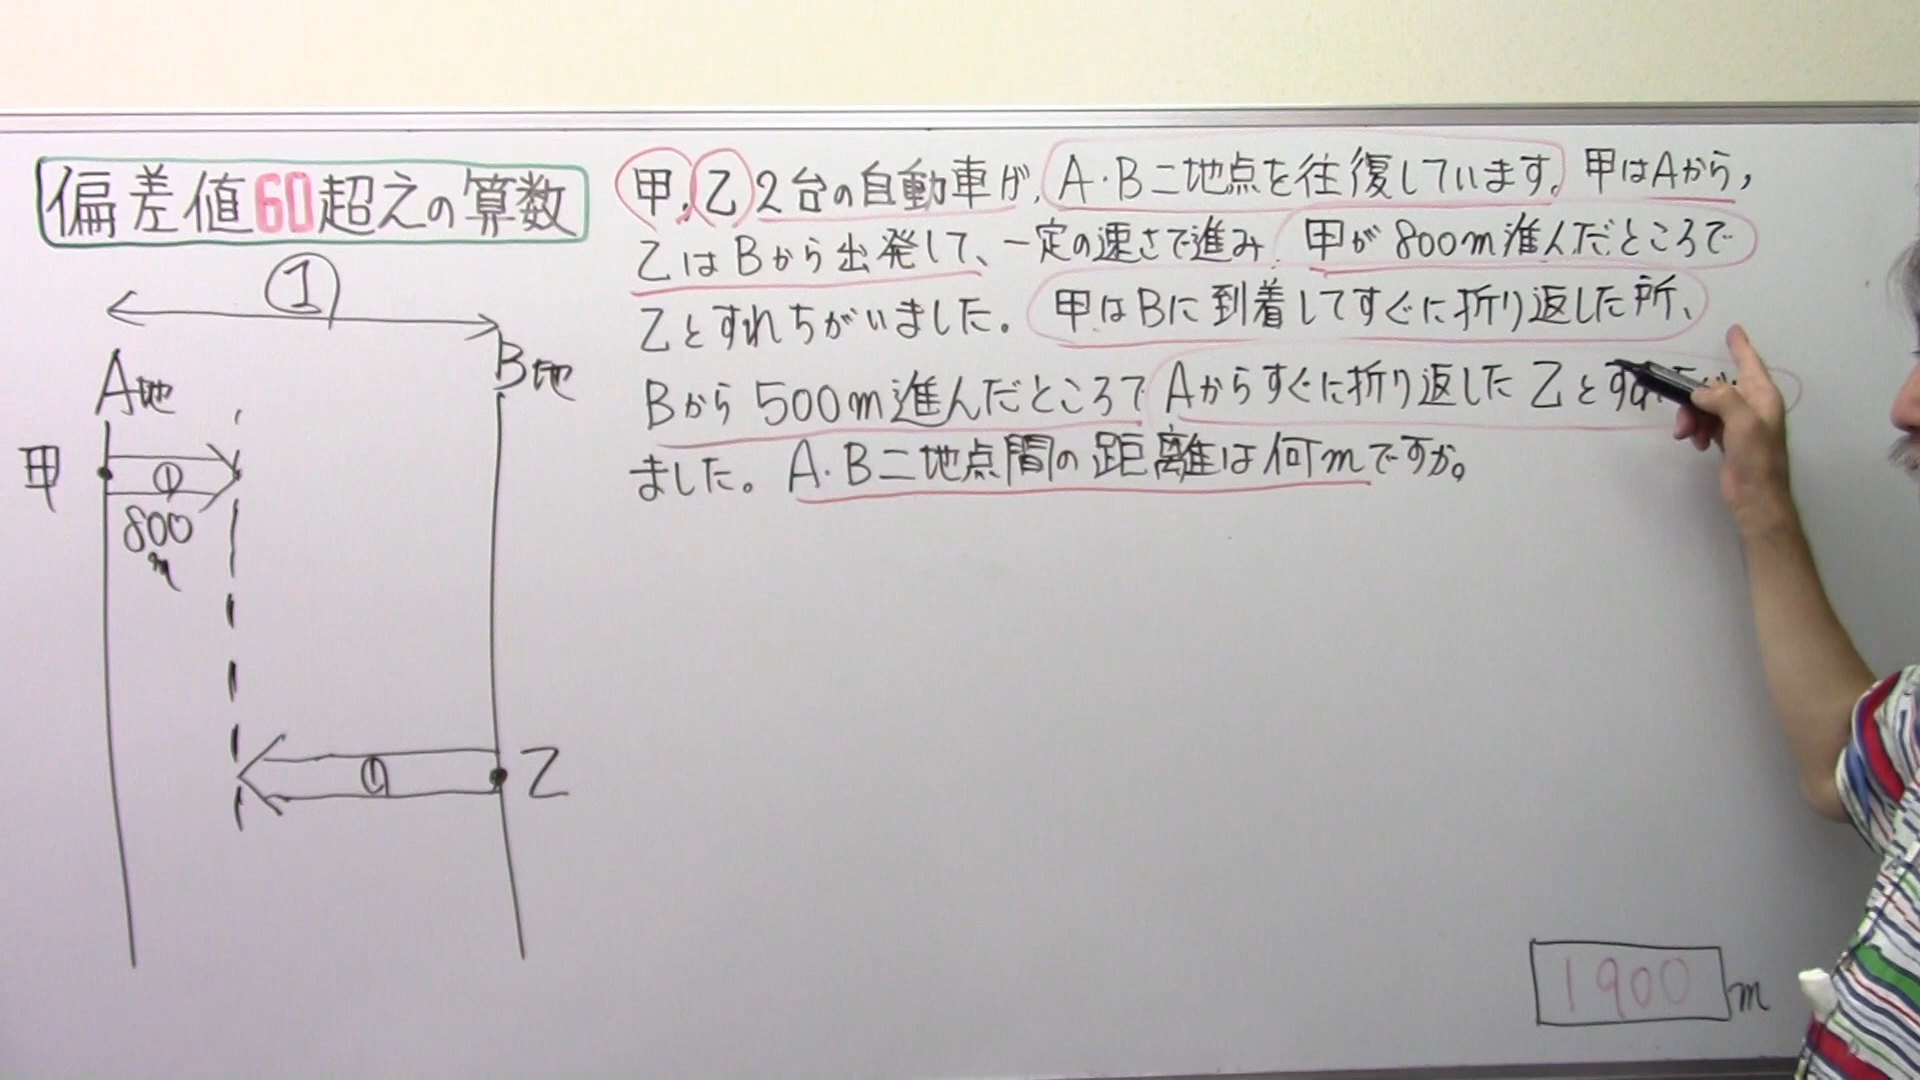 偏差値60超えの算数
甲,乙2台の自動車が,A・B二地点を往復しています。甲はAから,
乙はBから出発して、一定の速さで進み,甲が800m進んだところで
乙とすれちがいました。甲はBに到着してすぐに折り返した所、
Bから500m進んだところでAからすぐに折り返した乙とす
ました。A・B二地点間の距離は何mですか。
1
A地
B地
甲
①
800
m
①
乙
1900 m